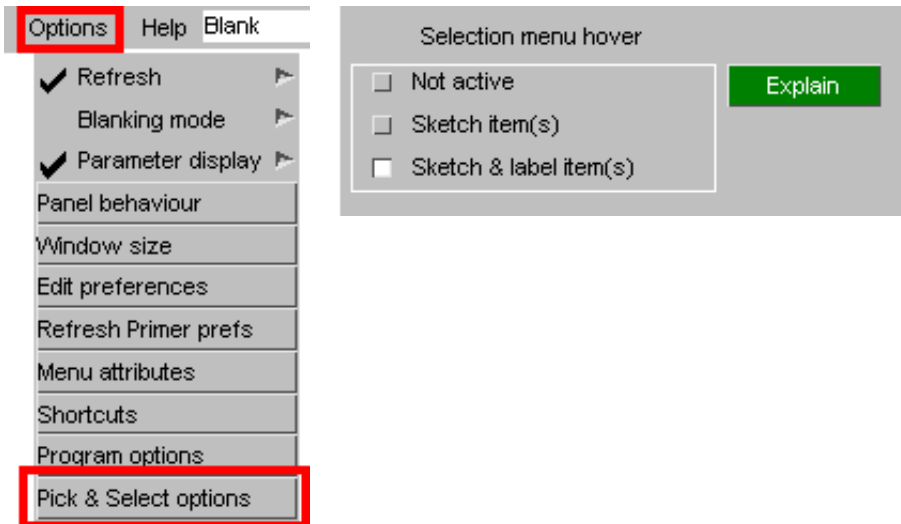 Options Help Blank
Refresh
Blanking mode
Parameter display
Panel behaviour
Window size
Edit preferences
Refresh Primer prefs
Menu attributes
Shortcuts
Program options
Pick & Select options
Selection menu hover
Not active
Explain
Sketch item(s)
Sketch & label item(s)